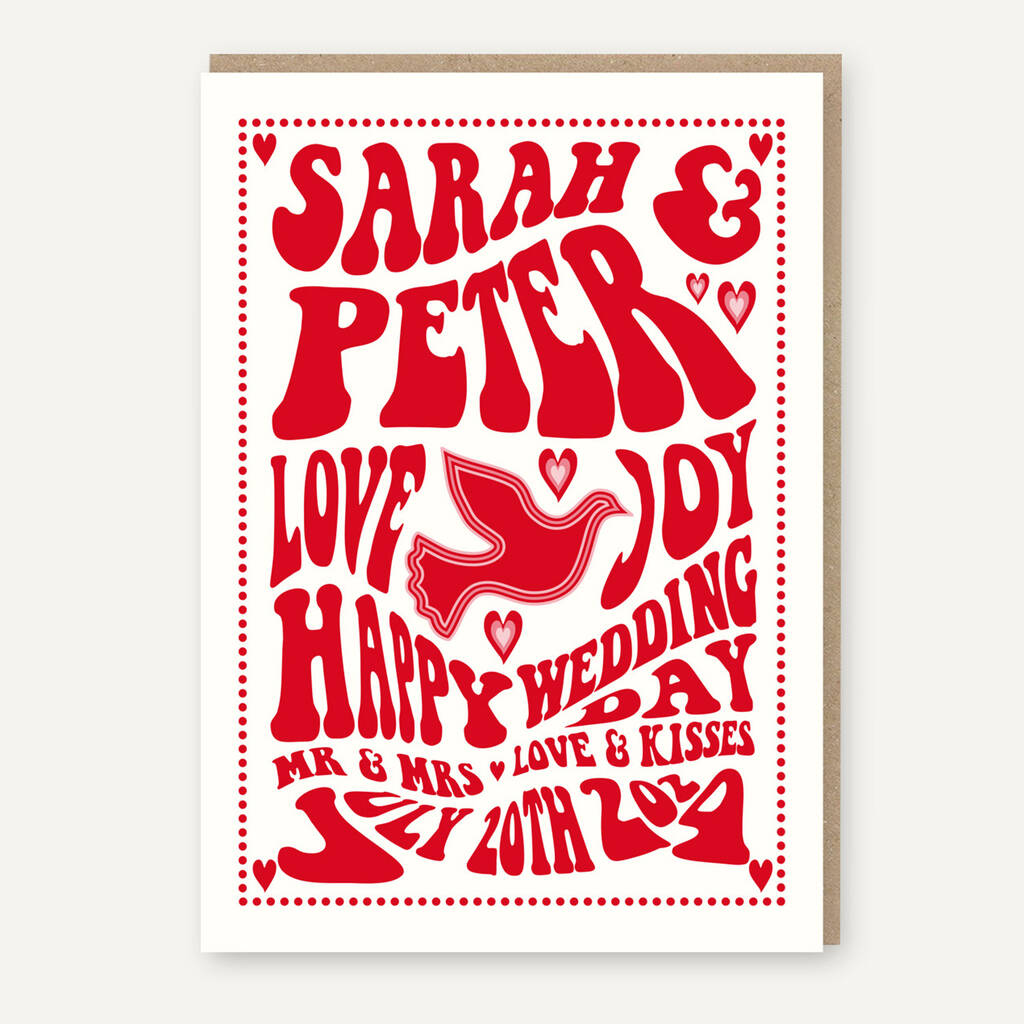 SARAH &
PETER
LOVE JOY
HAPPY WEDDING
DAY
MR & MRS LOVE & KISSES
JULY 20TH 2024